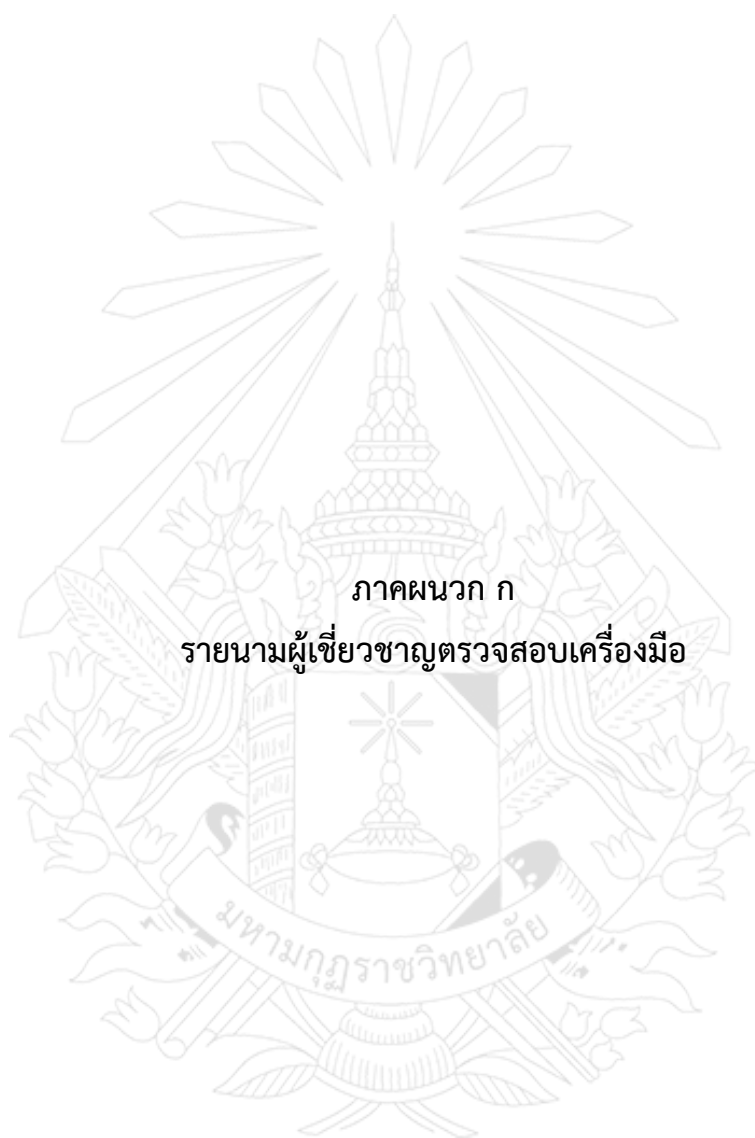 ภาคผนวก ก
รายนามผู้เชี่ยวชาญตรวจสอบเครื่องมือ
มหามกุฏราชวิทยาลัย